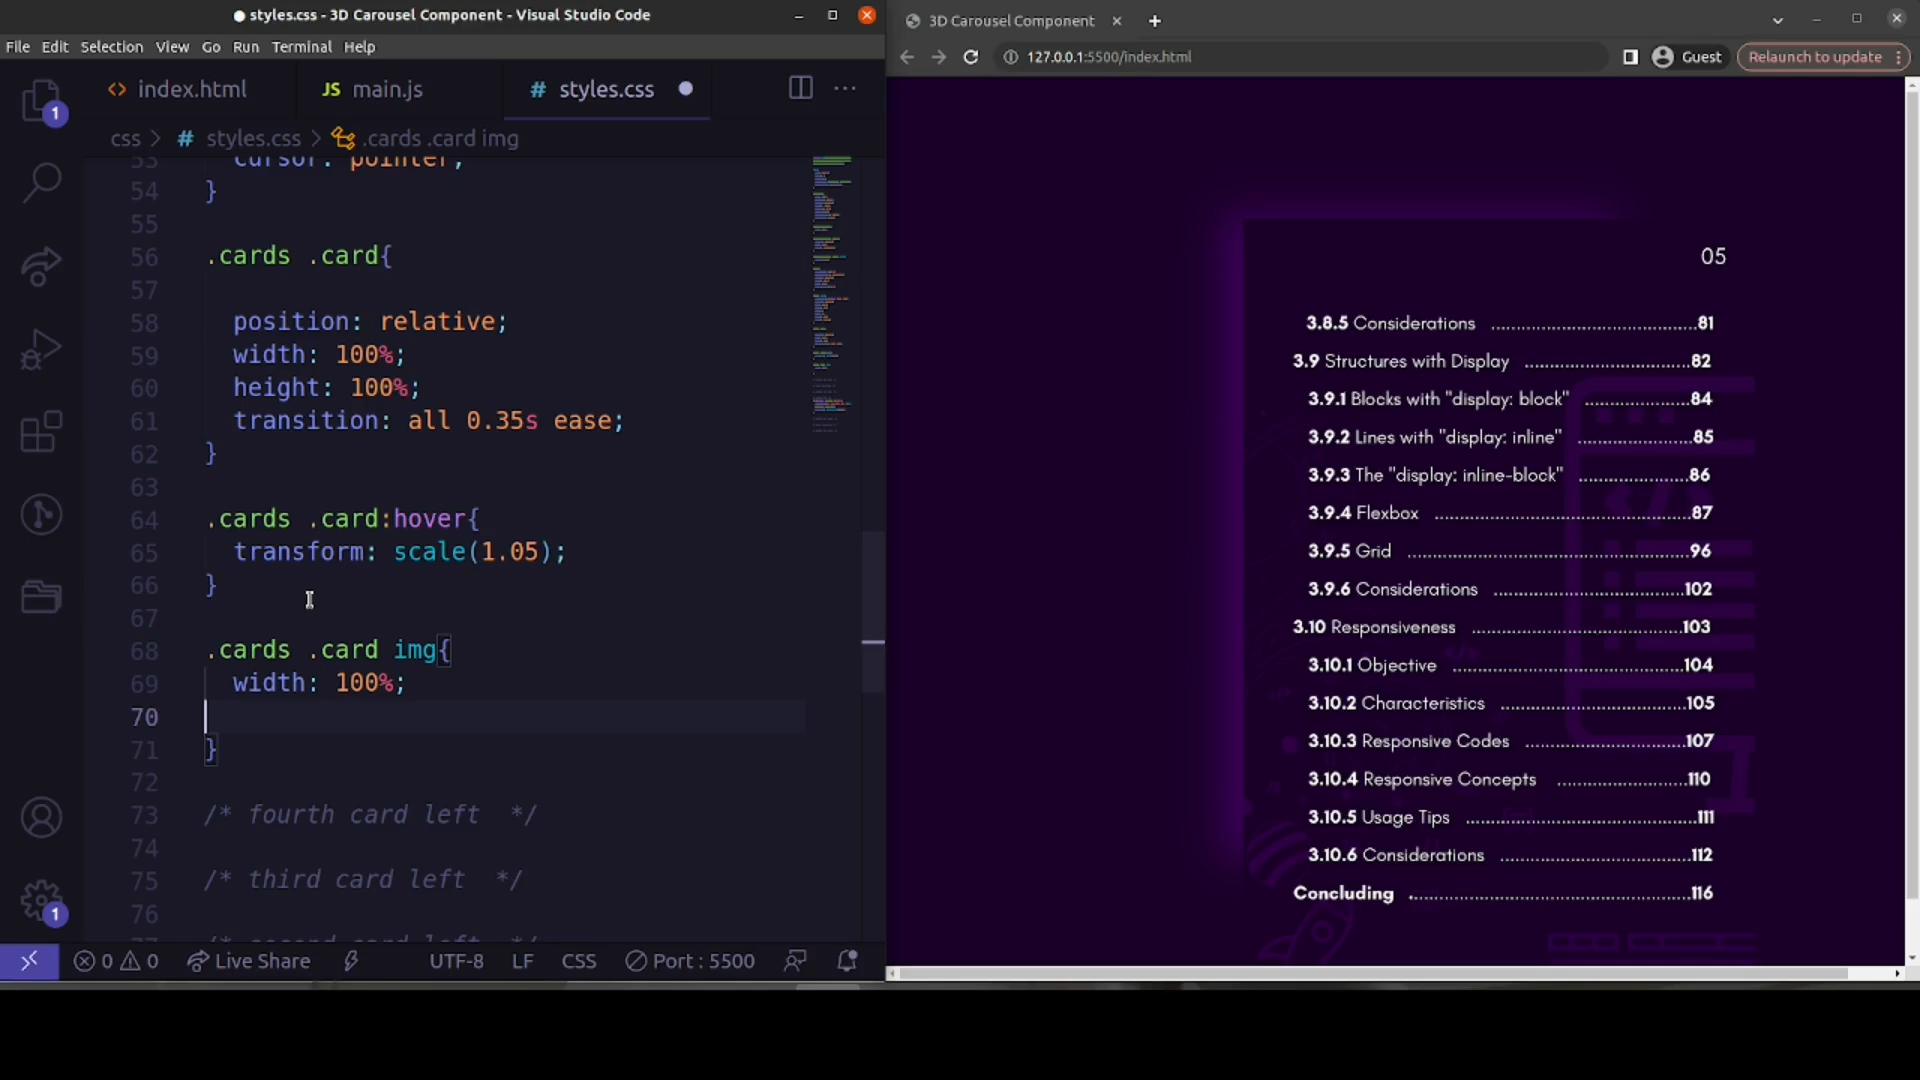 styles.css - 3D Carousel Component - Visual Studio Code
File Edit Selection View Go Run Terminal Help
<> index.html
JS main.js
# styles.css
css > # styles.css > .cards .card img
53 cursor: pointer;
54 }
55
56 .cards .card{
57
58 position: relative;
59 width: 100%;
60 height: 100%;
61 transition: all 0.35s ease;
62 }
63
64 .cards .card:hover{
65 transform: scale(1.05);
66 }
67
68 .cards .card img{
69 width: 100%;
70
71 }
72
73 /* fourth card left */
74
75 /* third card left */
76
/* second card left */
1
1
0 0 Live Share UTF-8 LF CSS Port : 5500
3D Carousel Component
127.0.0.1:5500/index.html
Guest
Relaunch to update
05
3.8.5 Considerations ........................................81
3.9 Structures with Display ................................82
3.9.1 Blocks with "display: block" ....................84
3.9.2 Lines with "display: inline" ......................85
3.9.3 The "display: inline-block" ......................86
3.9.4 Flexbox ..................................................87
3.9.5 Grid ........................................................96
3.9.6 Considerations ......................................102
3.10 Responsiveness ..........................................103
3.10.1 Objective ................................................104
3.10.2 Characteristics .....................................105
3.10.3 Responsive Codes ...................................107
3.10.4 Responsive Concepts .............................110
3.10.5 Usage Tips ..............................................111
3.10.6 Considerations ......................................112
Concluding ........................................................116